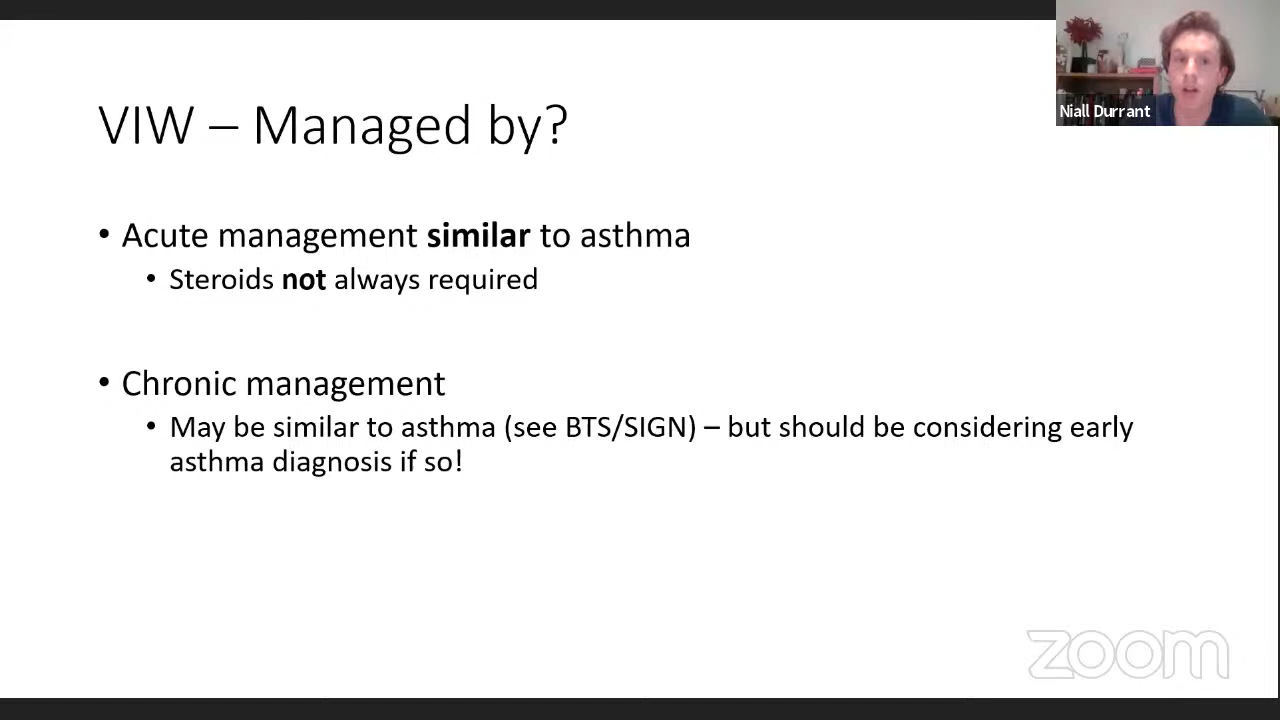 Niall Durrant
VIW – Managed by?
• Acute management similar to asthma
• Steroids not always required
• Chronic management
• May be similar to asthma (see BTS/SIGN) – but should be considering early
asthma diagnosis if so!
zoom